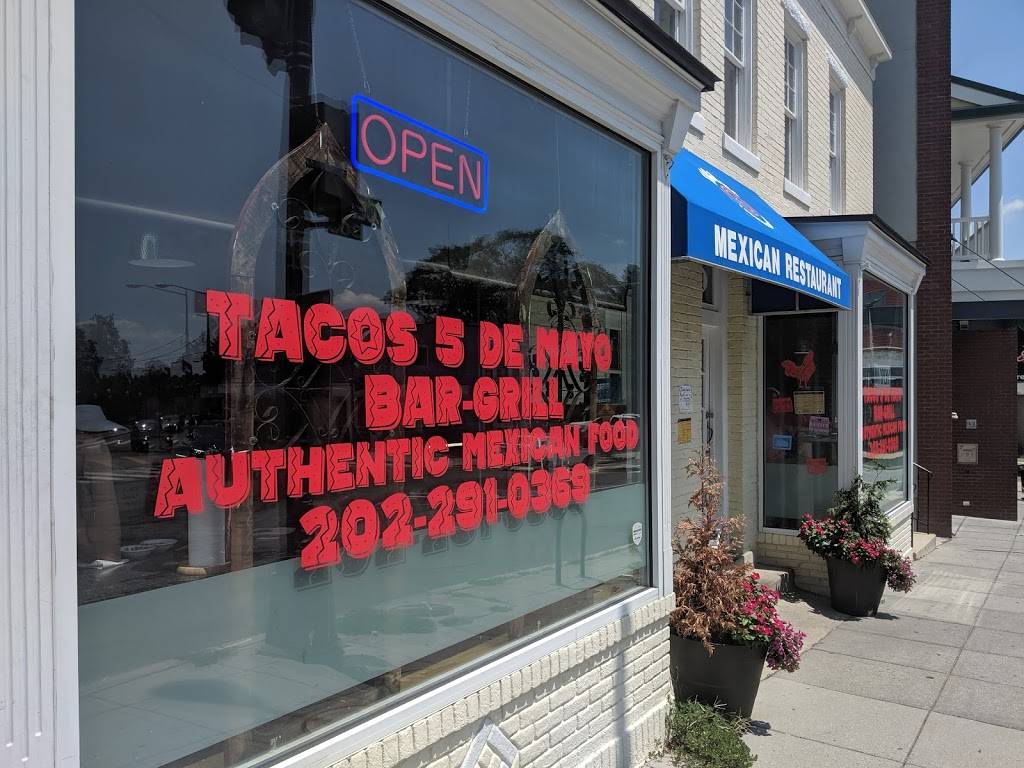 OPEN
TACOS 5 DE MAYO
BAR-GRILL
AUTHENTIC MEXICAN FOOD
202-291-0369
MEXICAN RESTAURANT